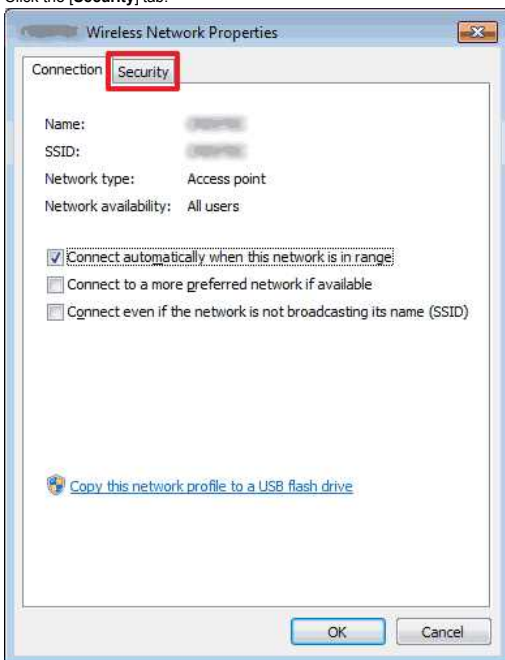 Click the [Security] tab.
Wireless Network Properties
Connection Security
Name:
SSID:
Network type: Access point
Network availability: All users
Connect automatically when this network is in range
Connect to a more preferred network if available
Connect even if the network is not broadcasting its name (SSID)
Copy this network profile to a USB flash drive
OK Cancel